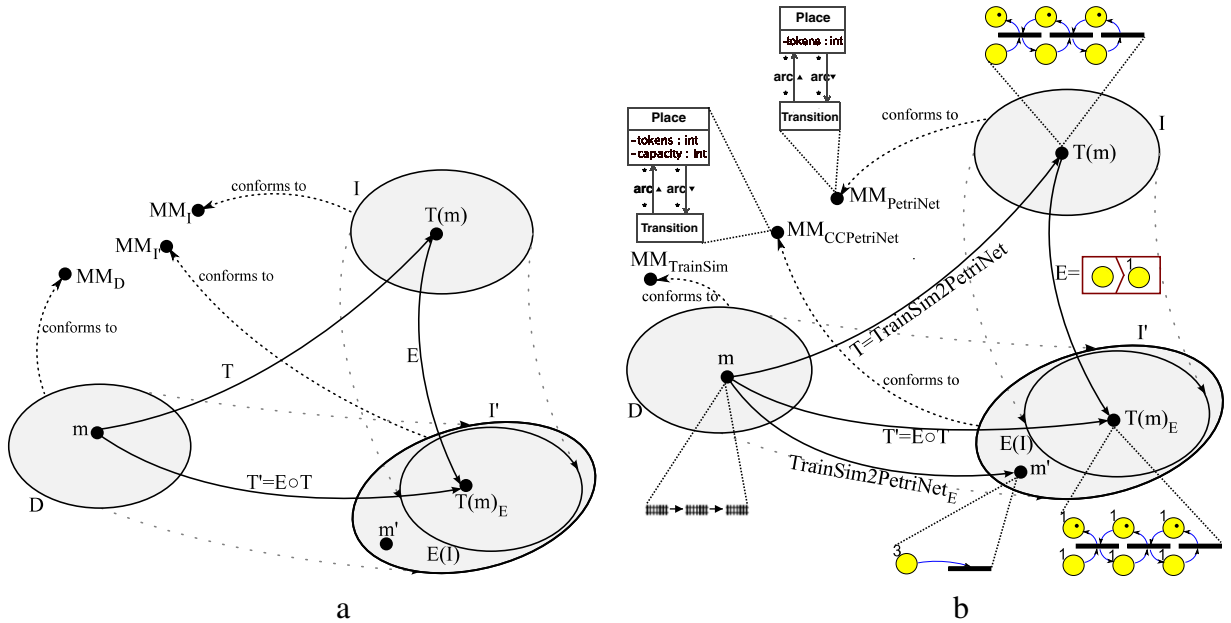 conforms to
I
MM_I
T(m)
MM_I'
conforms to
MM_D
conforms to
E
T
m
I'
T'=E○T
T(m)_E
D
m'
E(I)
a
Place
-tokens : int
* *
arc▲ arc▼
* *
Transition
Place
-tokens : int
-capacity : int
* *
arc▲ arc▼
* *
Transition
conforms to
I
T(m)
MM_PetriNet
MM_CCPetriNet
MM_TrainSim
conforms to
E=
1
T=TrainSim2PetriNet
I'
m
conforms to
D
T(m)_E
T'=E○T
E(I)
TrainSim2PetriNet_E
m'
1 1 1
3
1 1 1
b